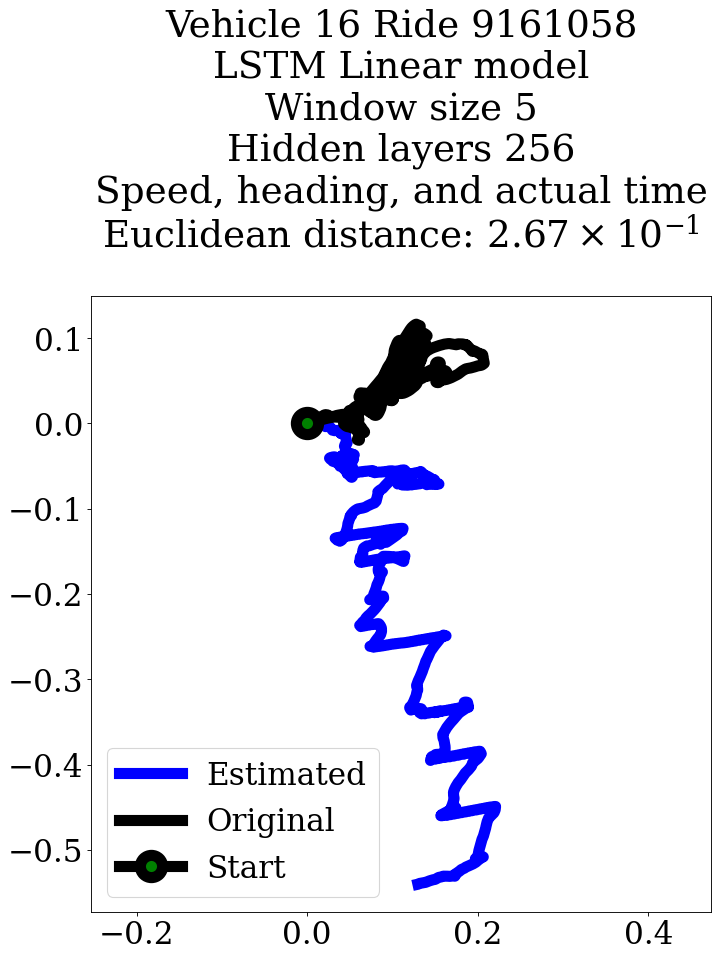 Vehicle 16 Ride 9161058
LSTM Linear model
Window size 5
Hidden layers 256
Speed, heading, and actual time
Euclidean distance: 2.67 × 10⁻¹
0.1
0.0
−0.1
−0.2
−0.3
−0.4
−0.5
Estimated
Original
Start
−0.2 0.0 0.2 0.4